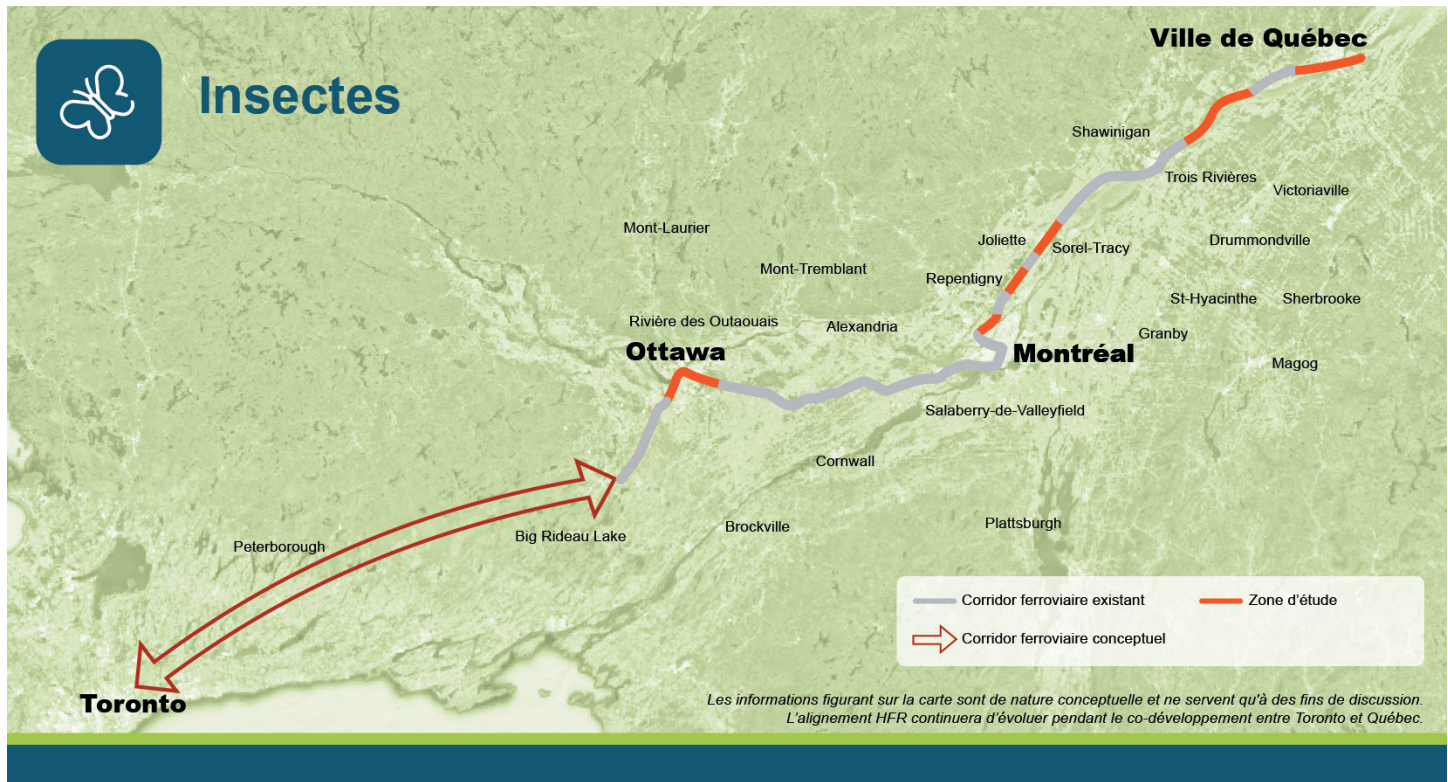 Insectes
Ville de Québec
Shawinigan
Trois Rivières
Victoriaville
Mont-Laurier
Joliette
Sorel-Tracy
Drummondville
Mont-Tremblant
Repentigny
St-Hyacinthe
Sherbrooke
Rivière des Outaouais
Alexandria
Granby
Ottawa
Montréal
Magog
Salaberry-de-Valleyfield
Cornwall
Brockville
Plattsburgh
Big Rideau Lake
Peterborough
Toronto
Corridor ferroviaire existant
Zone d'étude
Corridor ferroviaire conceptuel
Les informations figurant sur la carte sont de nature conceptuelle et ne servent qu'à des fins de discussion.
L'alignement HFR continuera d'évoluer pendant le co-développement entre Toronto et Québec.